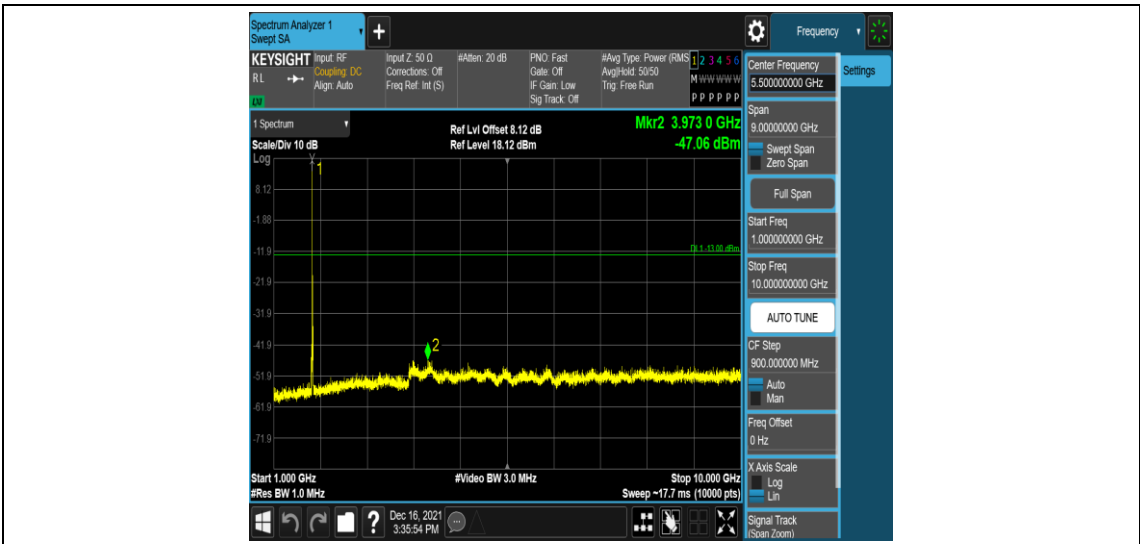 Spectrum Analyzer 1
Swept SA
+
Frequency
KEYSIGHT
RL
LXI
Input: RF
Coupling: DC
Align: Auto
Input Z: 50 Ω
Corrections: Off
Freq Ref: Int (S)
#Atten: 20 dB
PNO: Fast
Gate: Off
IF Gain: Low
Sig Track: Off
#Avg Type: Power (RMS
Avg|Hold: 50/50
Trig: Free Run
1 2 3 4 5 6
M W W W W W
P P P P P P
1 Spectrum
Scale/Div 10 dB
Ref Lvl Offset 8.12 dB
Ref Level 18.12 dBm
Mkr2 3.973 0 GHz
-47.06 dBm
Log
1
8.12
-1.88
-11.9
DL1 -13.00 dBm
-21.9
-31.9
-41.9
2
-51.9
-61.9
-71.9
Start 1.000 GHz
#Video BW 3.0 MHz
Stop 10.000 GHz
#Res BW 1.0 MHz
Sweep ~17.7 ms (10000 pts)
?
Dec 16, 2021
3:35:54 PM
Center Frequency
5.500000000 GHz
Settings
Span
9.00000000 GHz
Swept Span
Zero Span
Full Span
Start Freq
1.000000000 GHz
Stop Freq
10.000000000 GHz
AUTO TUNE
CF Step
900.000000 MHz
Auto
Man
Freq Offset
0 Hz
X Axis Scale
Log
Lin
Signal Track
(Span Zoom)